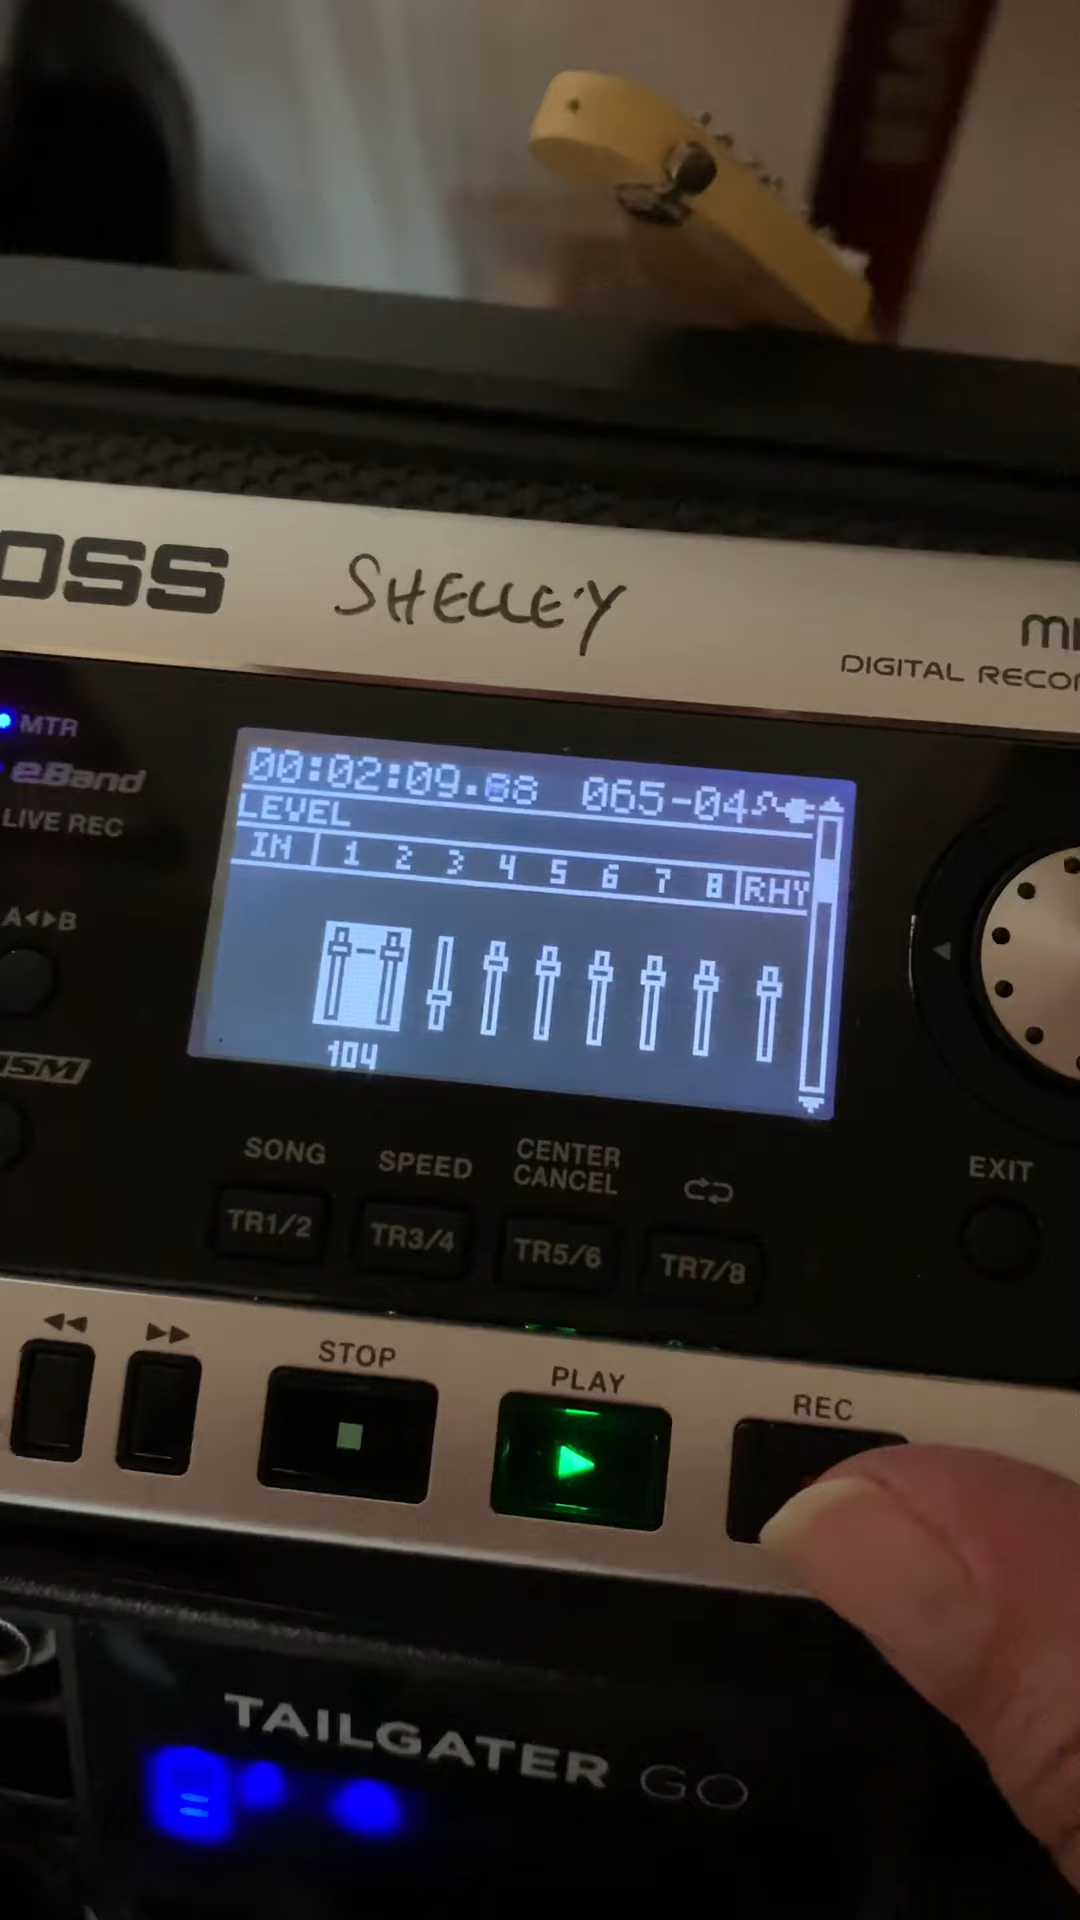 OSS SHELLEY
DIGITAL
MTR
eBand
LIVE REC
00:02:09.88 065-04
LEVEL
IN 1 2 3 4 5 6 7 8 RHY
104
A◄►B
SONG SPEED CENTER CANCEL
EXIT
TR1/2 TR3/4 TR5/6 TR7/8
STOP PLAY REC
TAILGATER GO